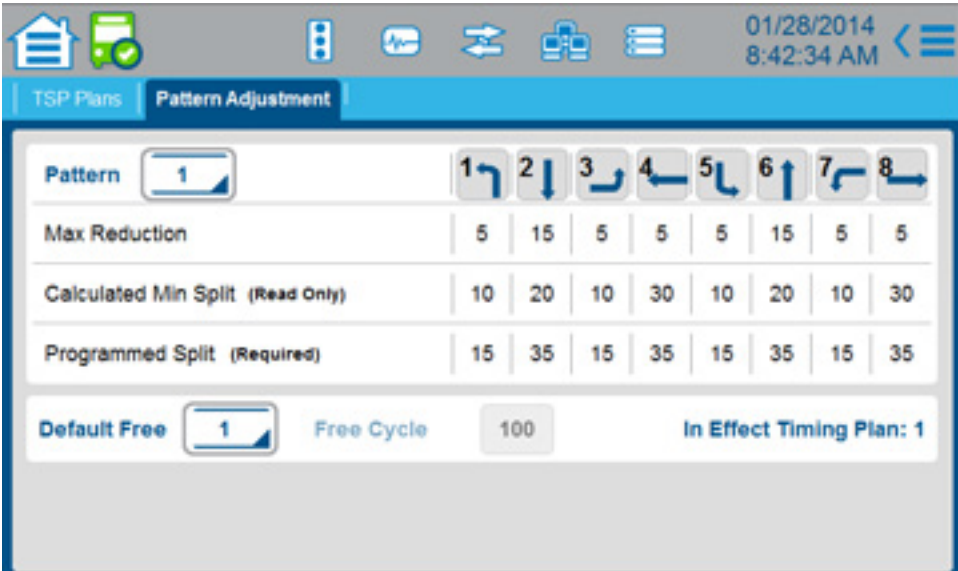 01/28/2014
8:42:34 AM
TSP Plans Pattern Adjustment
Pattern 1 1 2 3 4 5 6 7 8
Max Reduction 5 15 5 5 5 15 5 5
Calculated Min Split (Read Only) 10 20 10 30 10 20 10 30
Programmed Split (Required) 15 35 15 35 15 35 15 35
Default Free 1 Free Cycle 100 In Effect Timing Plan: 1